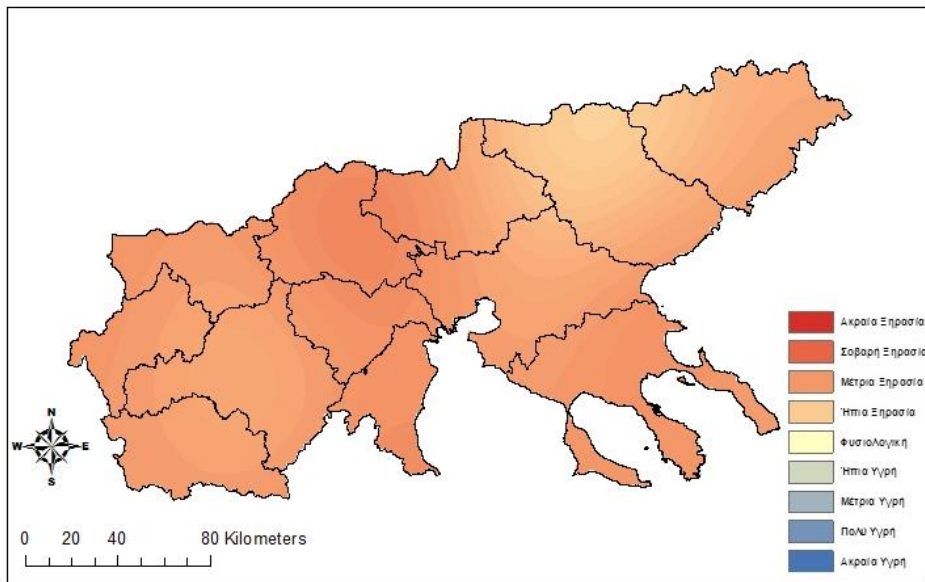 Ακραία Ξηρασία
Σοβαρή Ξηρασία
Μέτρια Ξηρασία
Ήπια Ξηρασία
Φυσιολογική
Ήπια Υγρή
Μέτρια Υγρή
Πολύ Υγρή
Ακραία Υγρή
N
W E
S
0 20 40 80 Kilometers